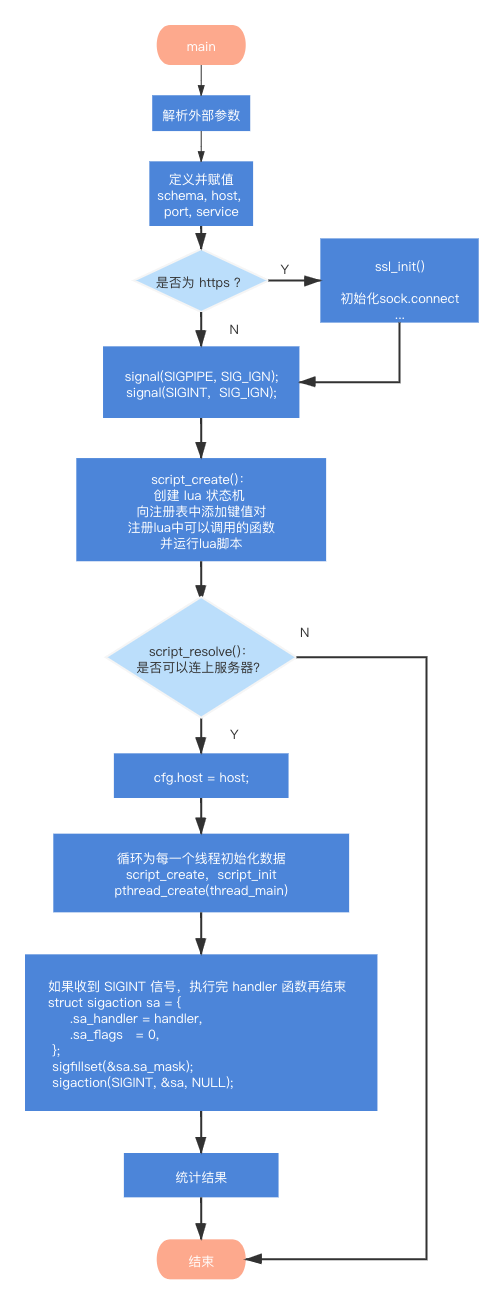 main
解析外部参数
定义并赋值
schema, host,
port, service
是否为 https ?
Y
ssl_init()
初始化sock.connect
...
N
signal(SIGPIPE, SIG_IGN);
signal(SIGINT, SIG_IGN);
script_create():
创建 lua 状态机
向注册表中添加键值对
注册lua中可以调用的函数
并运行lua脚本
N
script_resolve():
是否可以连上服务器?
Y
cfg.host = host;
循环为每一个线程初始化数据
script_create，script_init
pthread_create(thread_main)
如果收到 SIGINT 信号，执行完 handler 函数再结束
struct sigaction sa = {
.sa_handler = handler,
.sa_flags = 0,
};
sigfillset(&sa.sa_mask);
sigaction(SIGINT, &sa, NULL);
统计结果
结束